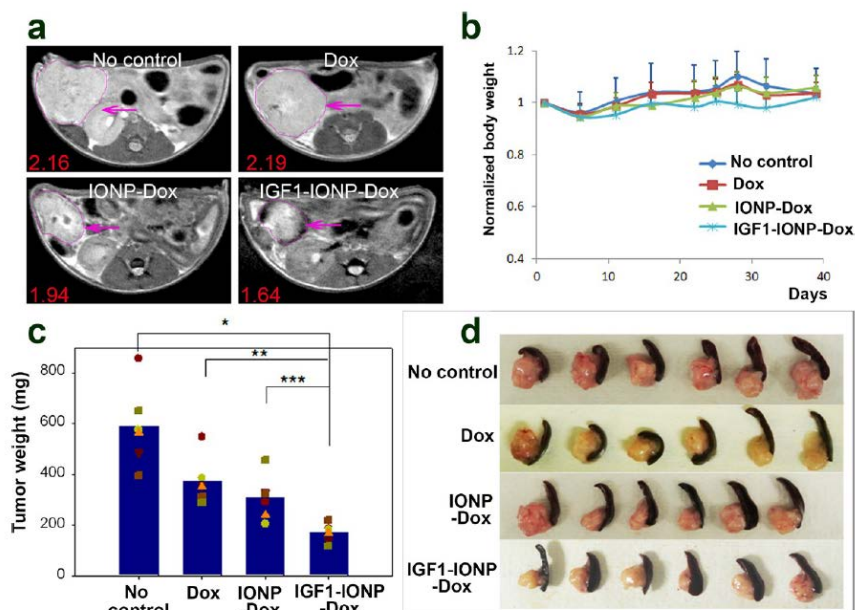 a
No control
Dox
2.16
2.19
IONP-Dox
IGF1-IONP-Dox
1.94
1.64
b
Normalized body weight
1.2
1
0.8
0.6
0.4
0
10
20
30
40
Days
No control
Dox
IONP-Dox
IGF1-IONP-Dox
c
Tumor weight (mg)
800
600
400
200
0
*
**
***
No
control
Dox
IONP
-Dox
IGF1-IONP
-Dox
d
No control
Dox
IONP
-Dox
IGF1-IONP
-Dox